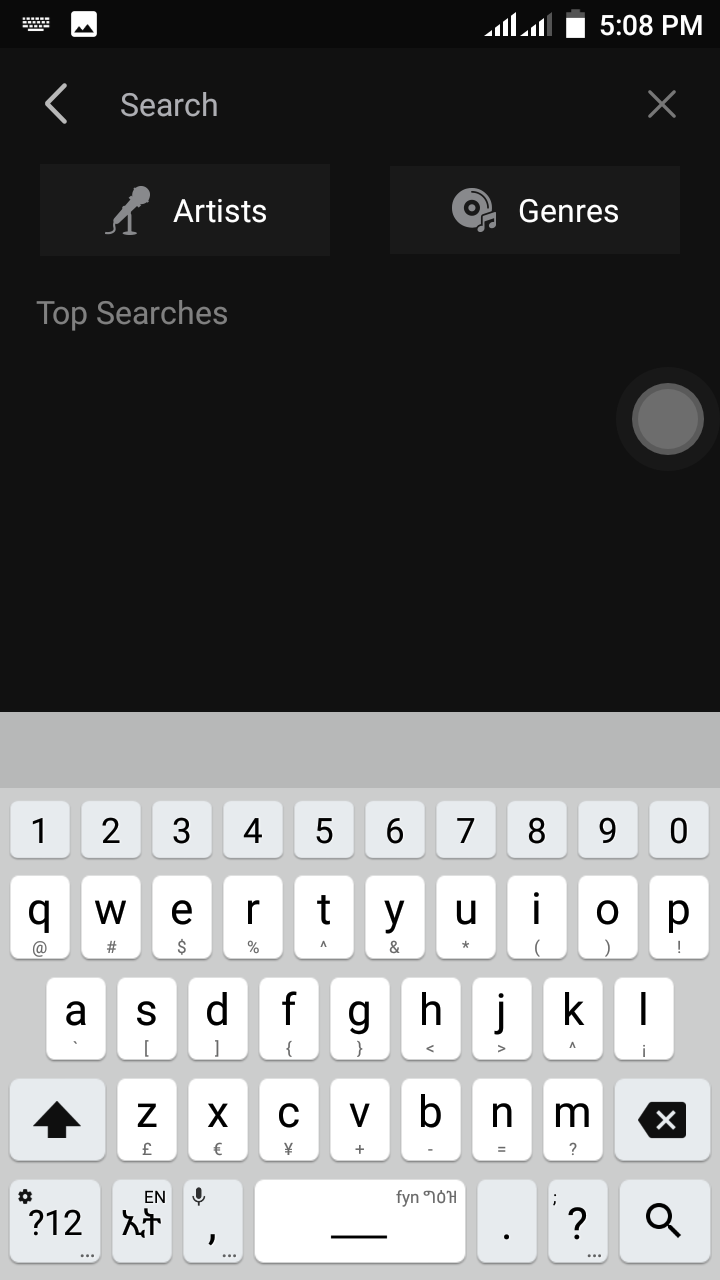 5:08 PM
Search
Artists Genres
Top Searches
1 2 3 4 5 6 7 8 9 0
q w e r t y u i o p
@ # $ % ^ & * ( ) !
a s d f g h j k l
` [ ] { } < > ^ ¡
z x c v b n m
£ € ¥ + - = ?
EN fyn ግዕዝ ;
?12 ኢት , . ?
... ... ...